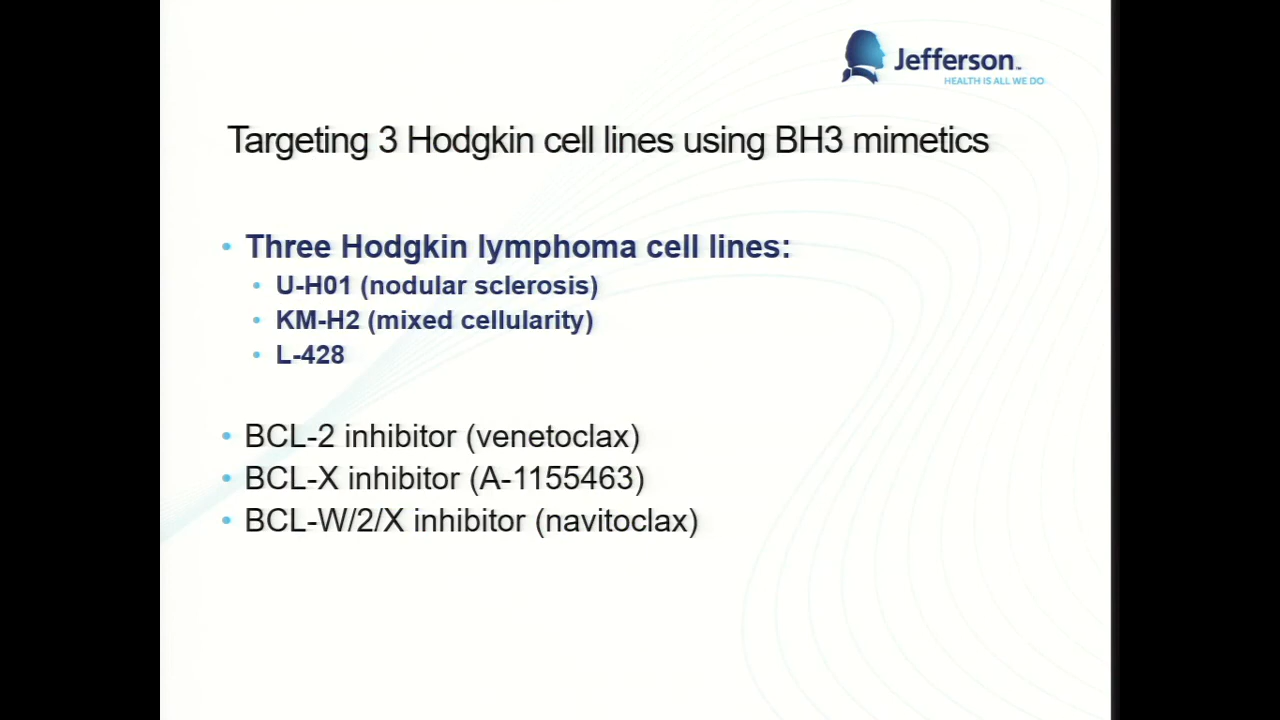 Jefferson™
HEALTH IS ALL WE DO
Targeting 3 Hodgkin cell lines using BH3 mimetics
• Three Hodgkin lymphoma cell lines:
• U-H01 (nodular sclerosis)
• KM-H2 (mixed cellularity)
• L-428
• BCL-2 inhibitor (venetoclax)
• BCL-X inhibitor (A-1155463)
• BCL-W/2/X inhibitor (navitoclax)